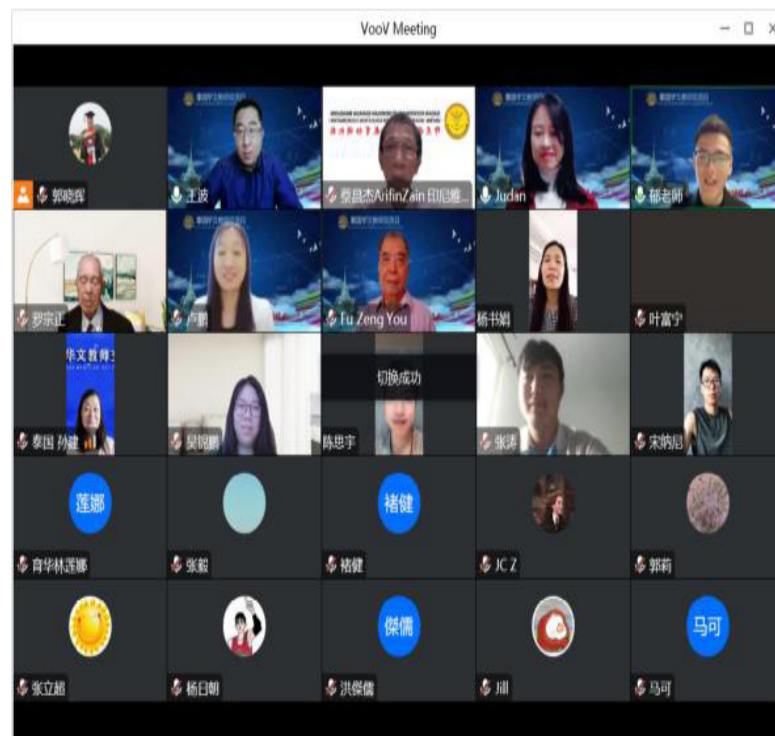 VooV Meeting
郭晓辉
王波
蔡昌杰ArifinZain 印尼雅...
Judan
郁老师
罗宗正
卢鹏
Fu Zeng You
杨书娟
叶富宁
华文教师
泰国 孙建
吴锦鹏
切换成功
陈思宇
张涛
宋纳尼
莲娜
育华林莲娜
张毅
褚健
褚健
JC Z
郭莉
张立超
杨日朝
傑儒
洪傑儒
Jill
马可
马可